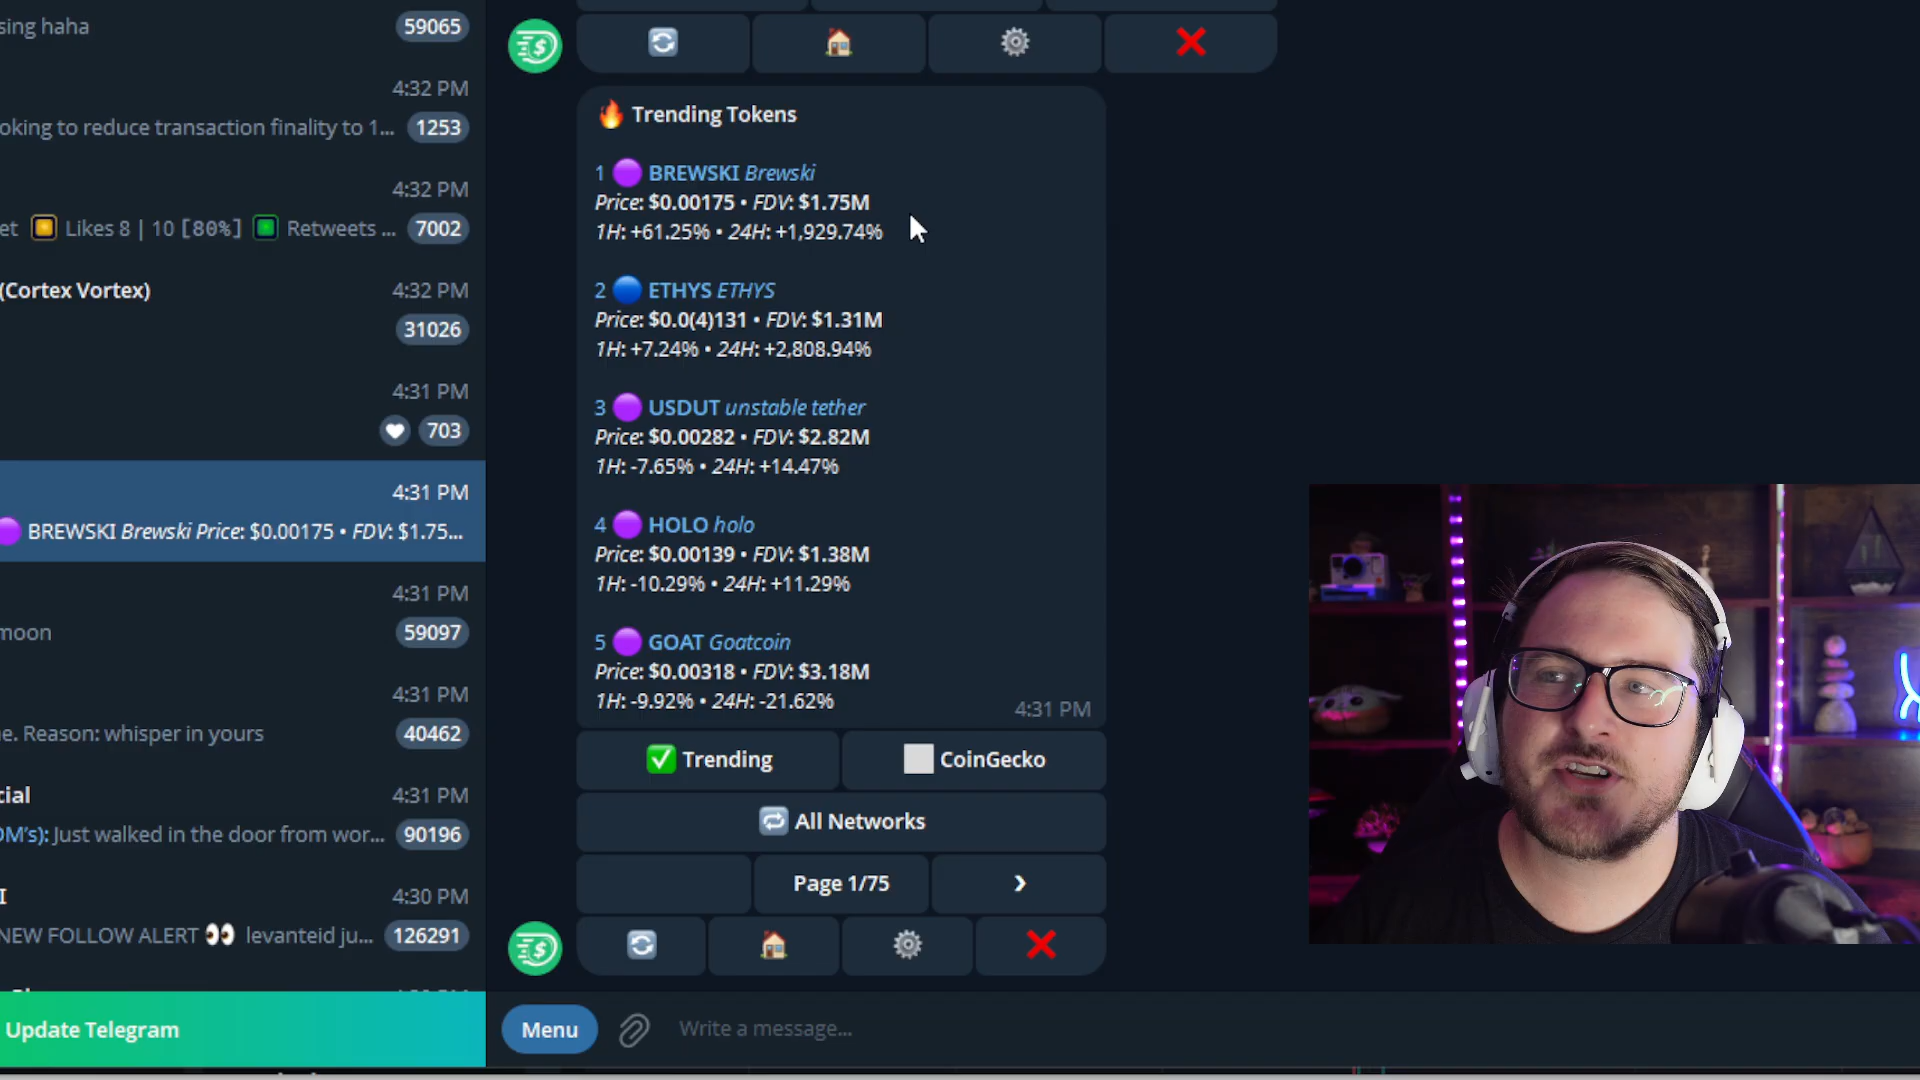 sing haha
59065
4:32 PM
oking to reduce transaction finality to 1...
1253
4:32 PM
et Likes 8 | 10 [80%] Retweets ...
7002
(Cortex Vortex)
4:32 PM
31026
4:31 PM
703
4:31 PM
BREWSKI Brewski Price: $0.00175 • FDV: $1.75...
4:31 PM
moon
59097
4:31 PM
e. Reason: whisper in yours
40462
cial
4:31 PM
OM's): Just walked in the door from wor...
90196
I
4:30 PM
NEW FOLLOW ALERT 👀 levanteid ju...
126291
Update Telegram
🔥 Trending Tokens
1 🟣 BREWSKI Brewski
Price: $0.00175 • FDV: $1.75M
1H: +61.25% • 24H: +1,929.74%
2 🔵 ETHYS ETHYS
Price: $0.0(4)131 • FDV: $1.31M
1H: +7.24% • 24H: +2,808.94%
3 🟣 USDUT unstable tether
Price: $0.00282 • FDV: $2.82M
1H: -7.65% • 24H: +14.47%
4 🟣 HOLO holo
Price: $0.00139 • FDV: $1.38M
1H: -10.29% • 24H: +11.29%
5 🟣 GOAT Goatcoin
Price: $0.00318 • FDV: $3.18M
1H: -9.92% • 24H: -21.62%
4:31 PM
✅ Trending
CoinGecko
All Networks
Page 1/75
Menu
Write a message...